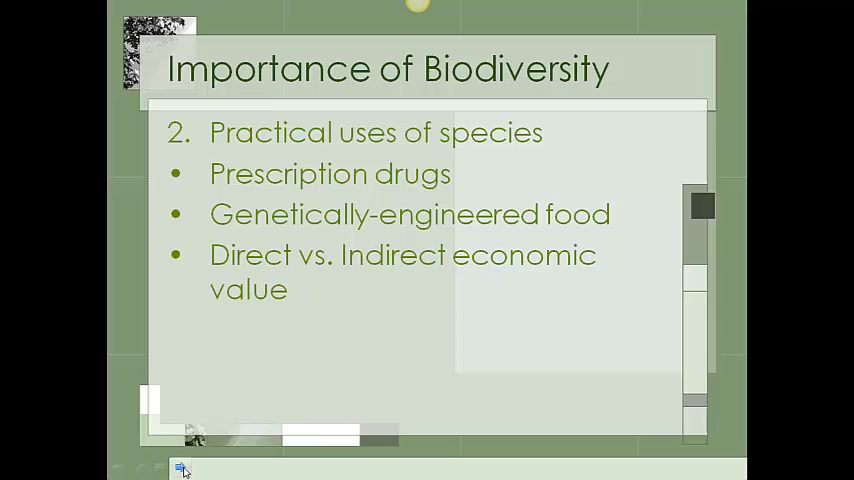 Importance of Biodiversity
2. Practical uses of species
• Prescription drugs
• Genetically-engineered food
• Direct vs. Indirect economic
value